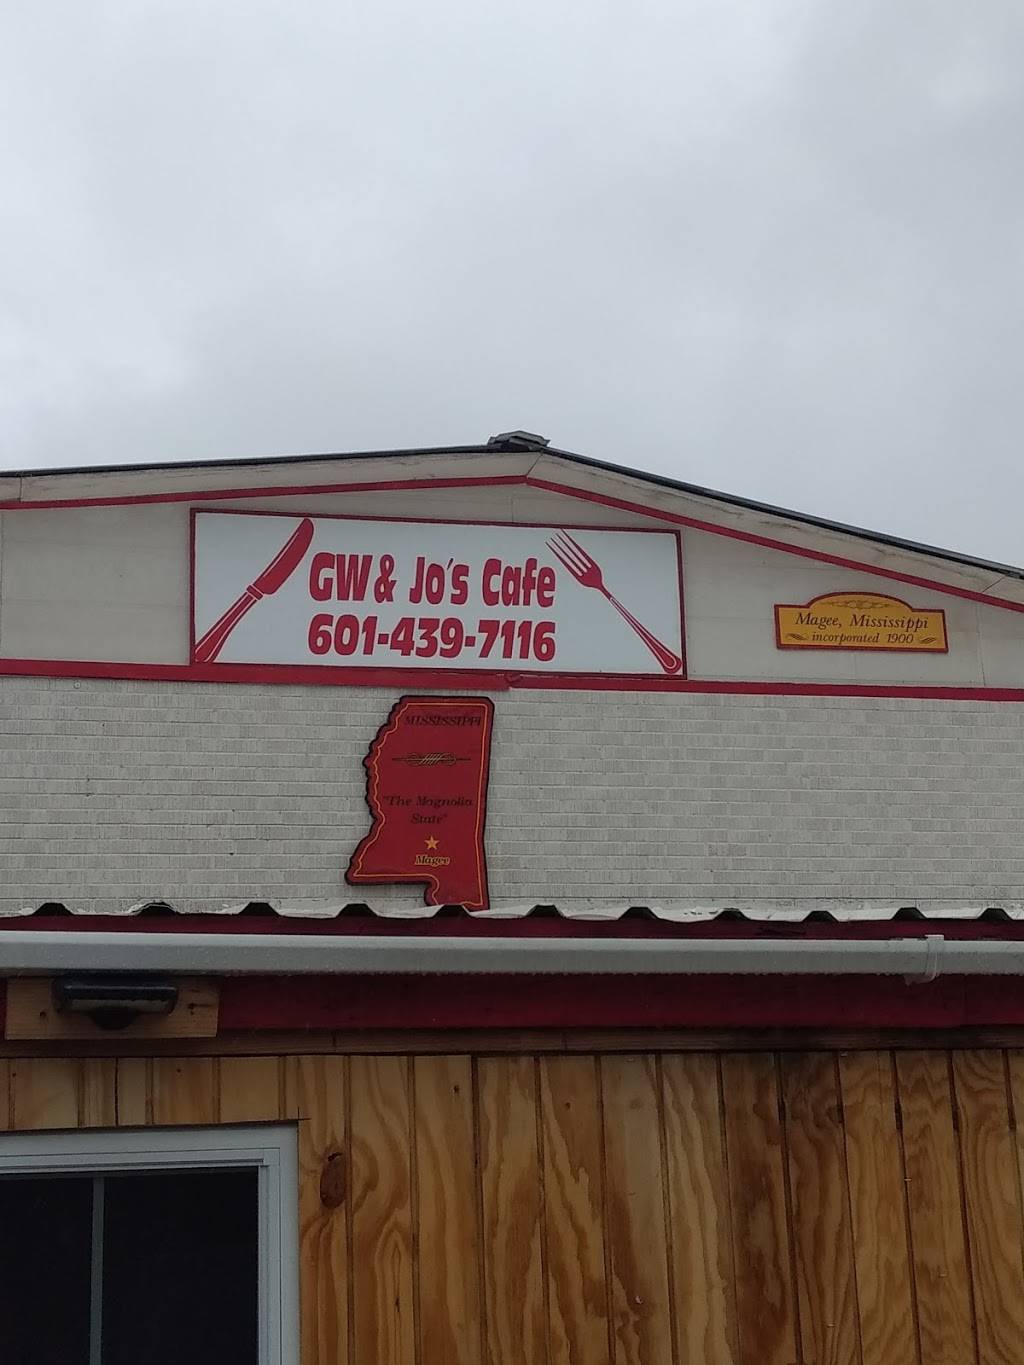 GW & Jo's Cafe
601-439-7116
Magee, Mississippi
incorporated 1900
MISSISSIPPI
"The Magnolia
State"
Magee